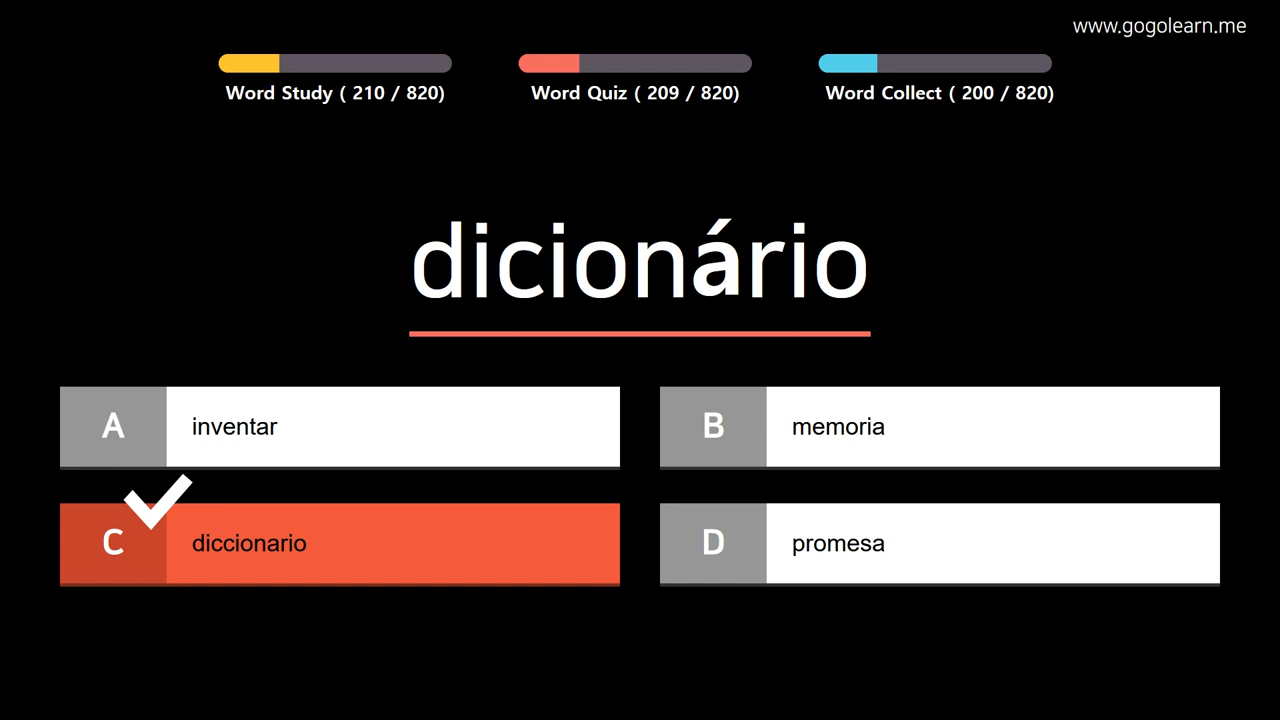 www.gogolearn.me
Word Study ( 210 / 820)
Word Quiz ( 209 / 820)
Word Collect ( 200 / 820)
dicionário
A inventar
B memoria
C diccionario
D promesa